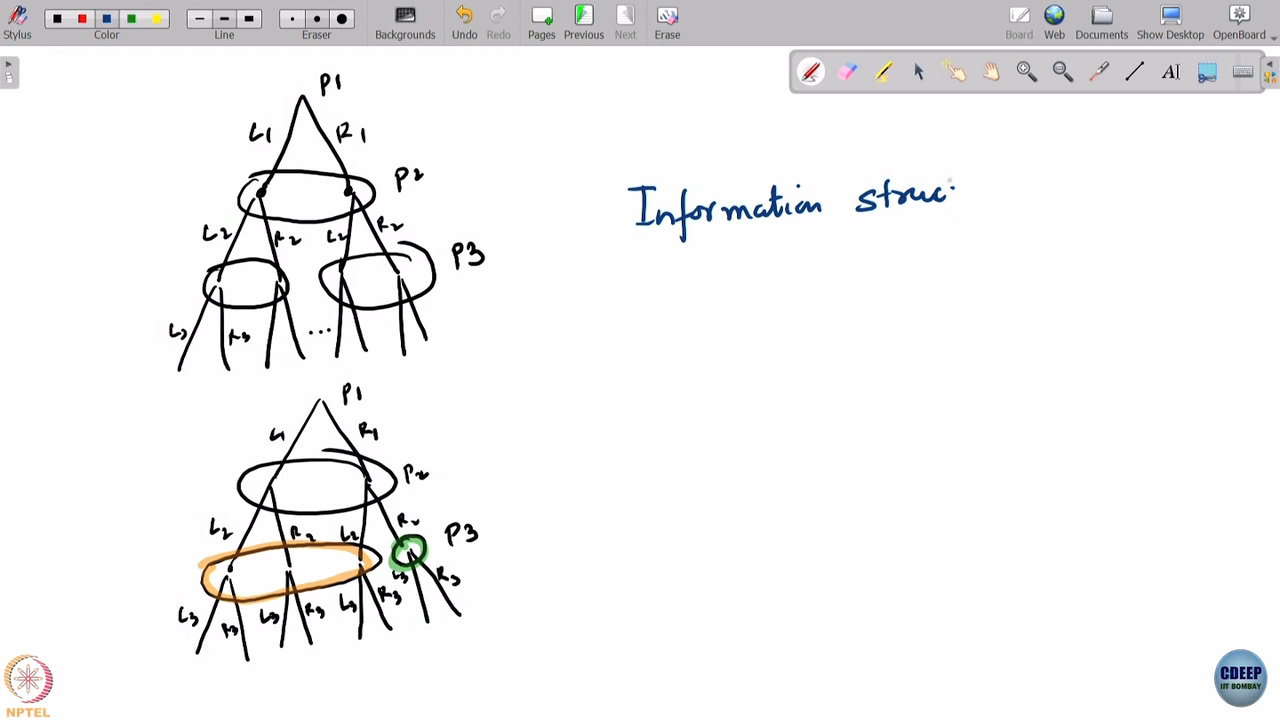 Stylus Color Line Eraser Backgrounds Undo Redo Pages Previous Next Erase Board Web Documents Show Desktop OpenBoard
P1
L1 R1
P2
L2 R2 L2 R2
P3
L3 R3 ...
Information struc
P1
L1 R1
P2
L2 R2 L2 R2
P3
L3 R3 L3 R3 L3 R3 L3 R3
NPTEL
CDEEP
IIT BOMBAY